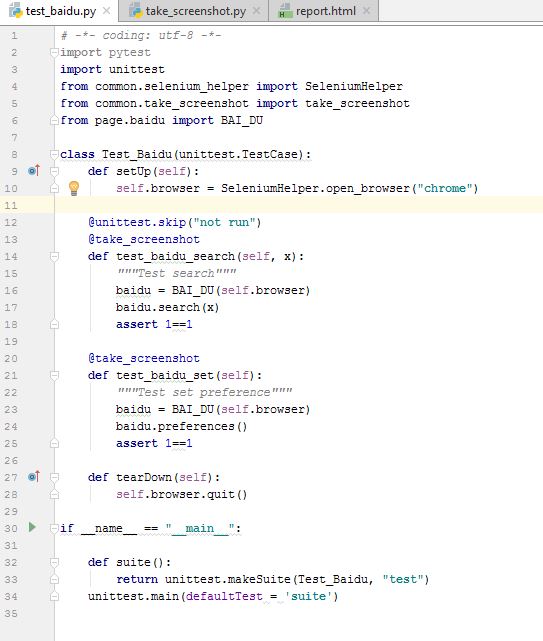 test_baidu.py take_screenshot.py report.html
1 # -*- coding: utf-8 -*-
2 import pytest
3 import unittest
4 from common.selenium_helper import SeleniumHelper
5 from common.take_screenshot import take_screenshot
6 from page.baidu import BAI_DU
7
8 class Test_Baidu(unittest.TestCase):
9     def setUp(self):
10         self.browser = SeleniumHelper.open_browser("chrome")
11
12     @unittest.skip("not run")
13     @take_screenshot
14     def test_baidu_search(self, x):
15         """Test search"""
16         baidu = BAI_DU(self.browser)
17         baidu.search(x)
18         assert 1==1
19
20     @take_screenshot
21     def test_baidu_set(self):
22         """Test set preference"""
23         baidu = BAI_DU(self.browser)
24         baidu.preferences()
25         assert 1==1
26
27     def tearDown(self):
28         self.browser.quit()
29
30 if __name__ == "__main__":
31
32     def suite():
33         return unittest.makeSuite(Test_Baidu, "test")
34     unittest.main(defaultTest = 'suite')
35